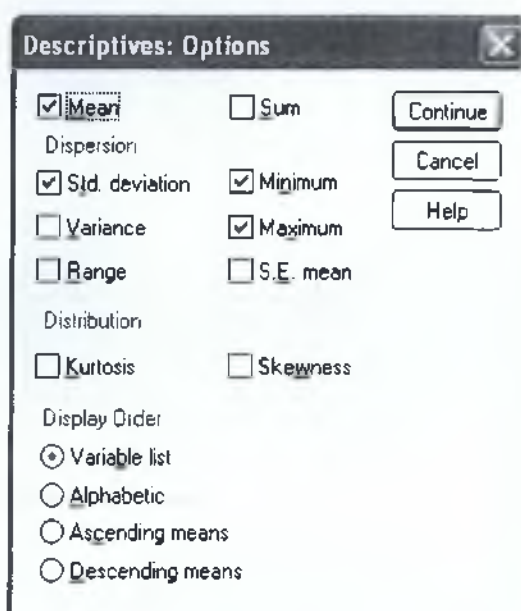 Descriptives: Options
Mean Sum Continue
Dispersion Cancel
Std. deviation Minimum
Variance Maximum Help
Range S.E. mean
Distribution
Kurtosis Skewness
Display Order
Variable list
Alphabetic
Ascending means
Descending means